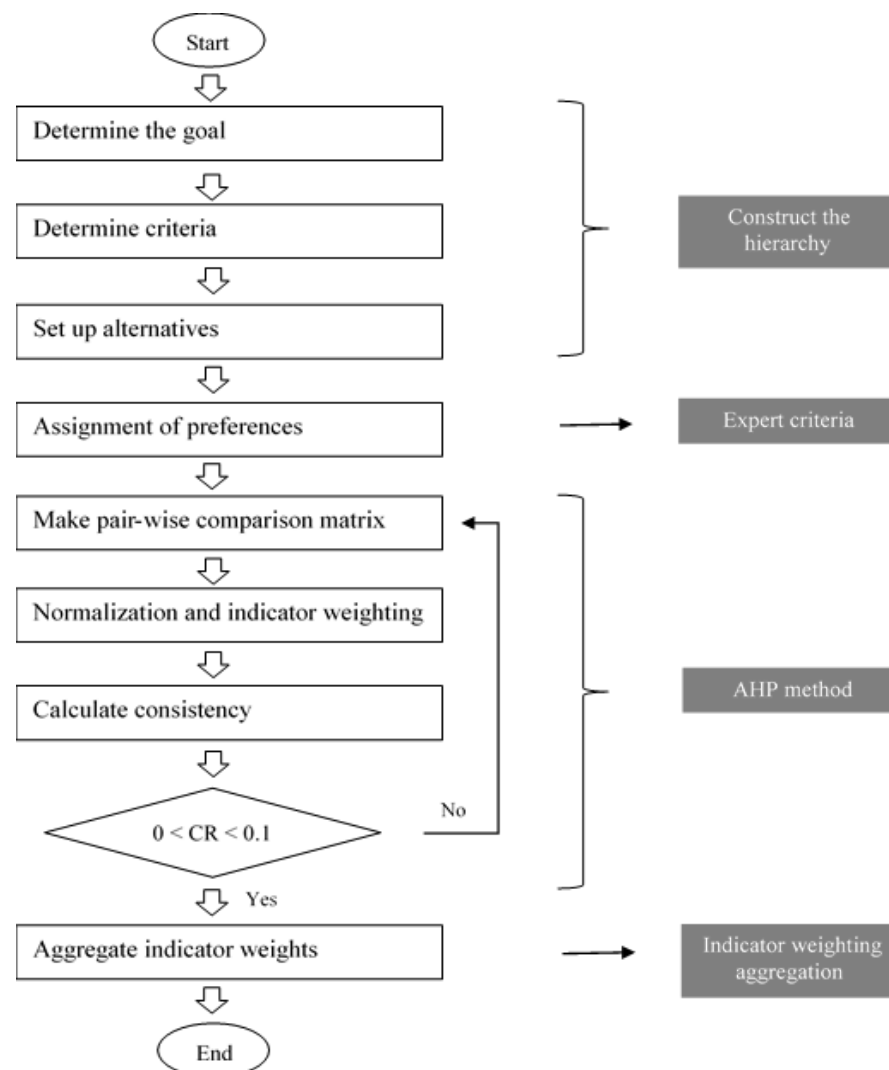 Start
Determine the goal
Determine criteria
Set up alternatives
Construct the
hierarchy
Assignment of preferences
Expert criteria
Make pair-wise comparison matrix
Normalization and indicator weighting
Calculate consistency
AHP method
0 < CR < 0.1
No
Yes
Aggregate indicator weights
Indicator weighting
aggregation
End